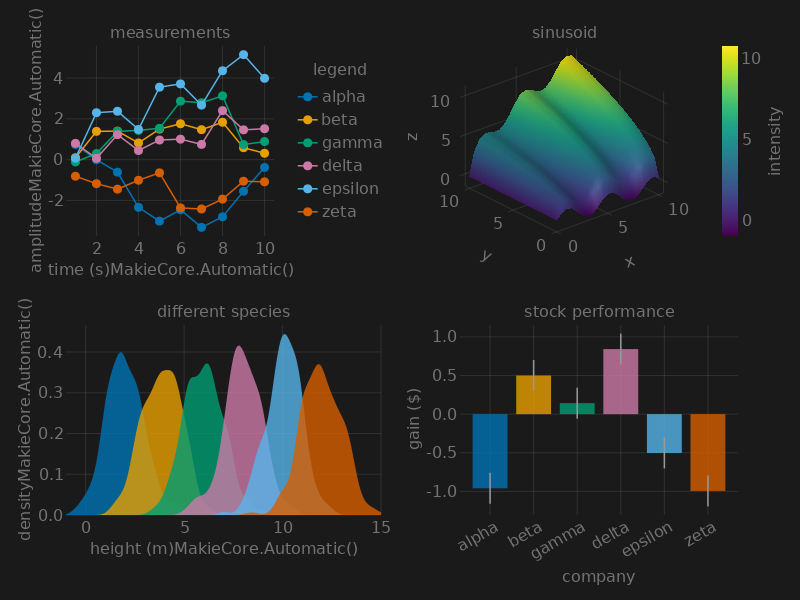 measurements
amplitudeMakieCore.Automatic()
4
2
0
-2
2
4
6
8
10
time (s)MakieCore.Automatic()
legend
alpha
beta
gamma
delta
epsilon
zeta
sinusoid
z
10
5
0
10
5
0
y
0
5
10
x
10
5
0
intensity
different species
densityMakieCore.Automatic()
0.4
0.3
0.2
0.1
0.0
0
5
10
15
height (m)MakieCore.Automatic()
stock performance
gain ($)
1.0
0.5
0.0
-0.5
-1.0
alpha
beta
gamma
delta
epsilon
zeta
company